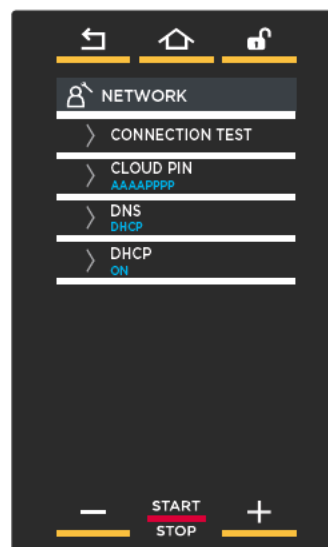 NETWORK
CONNECTION TEST
CLOUD PIN
AAAAPPPP
DNS
DHCP
DHCP
ON
START
STOP